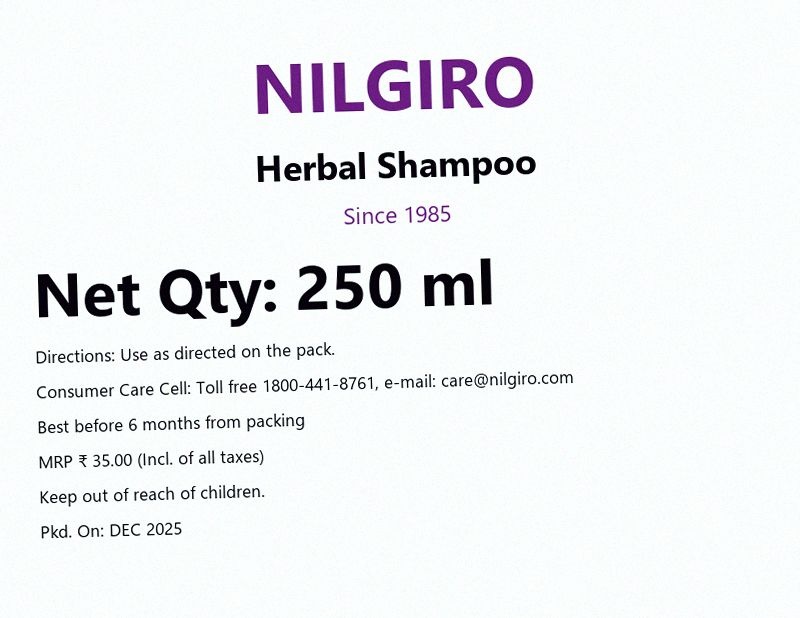 NILGIRO
Herbal Shampoo
Since 1985
Net Qty: 250 ml
Directions: Use as directed on the pack.
Consumer Care Cell: Toll free 1800-441-8761, e-mail: care@nilgiro.com
Best before 6 months from packing
MRP ₹ 35.00 (Incl. of all taxes)
Keep out of reach of children.
Pkd. On: DEC 2025